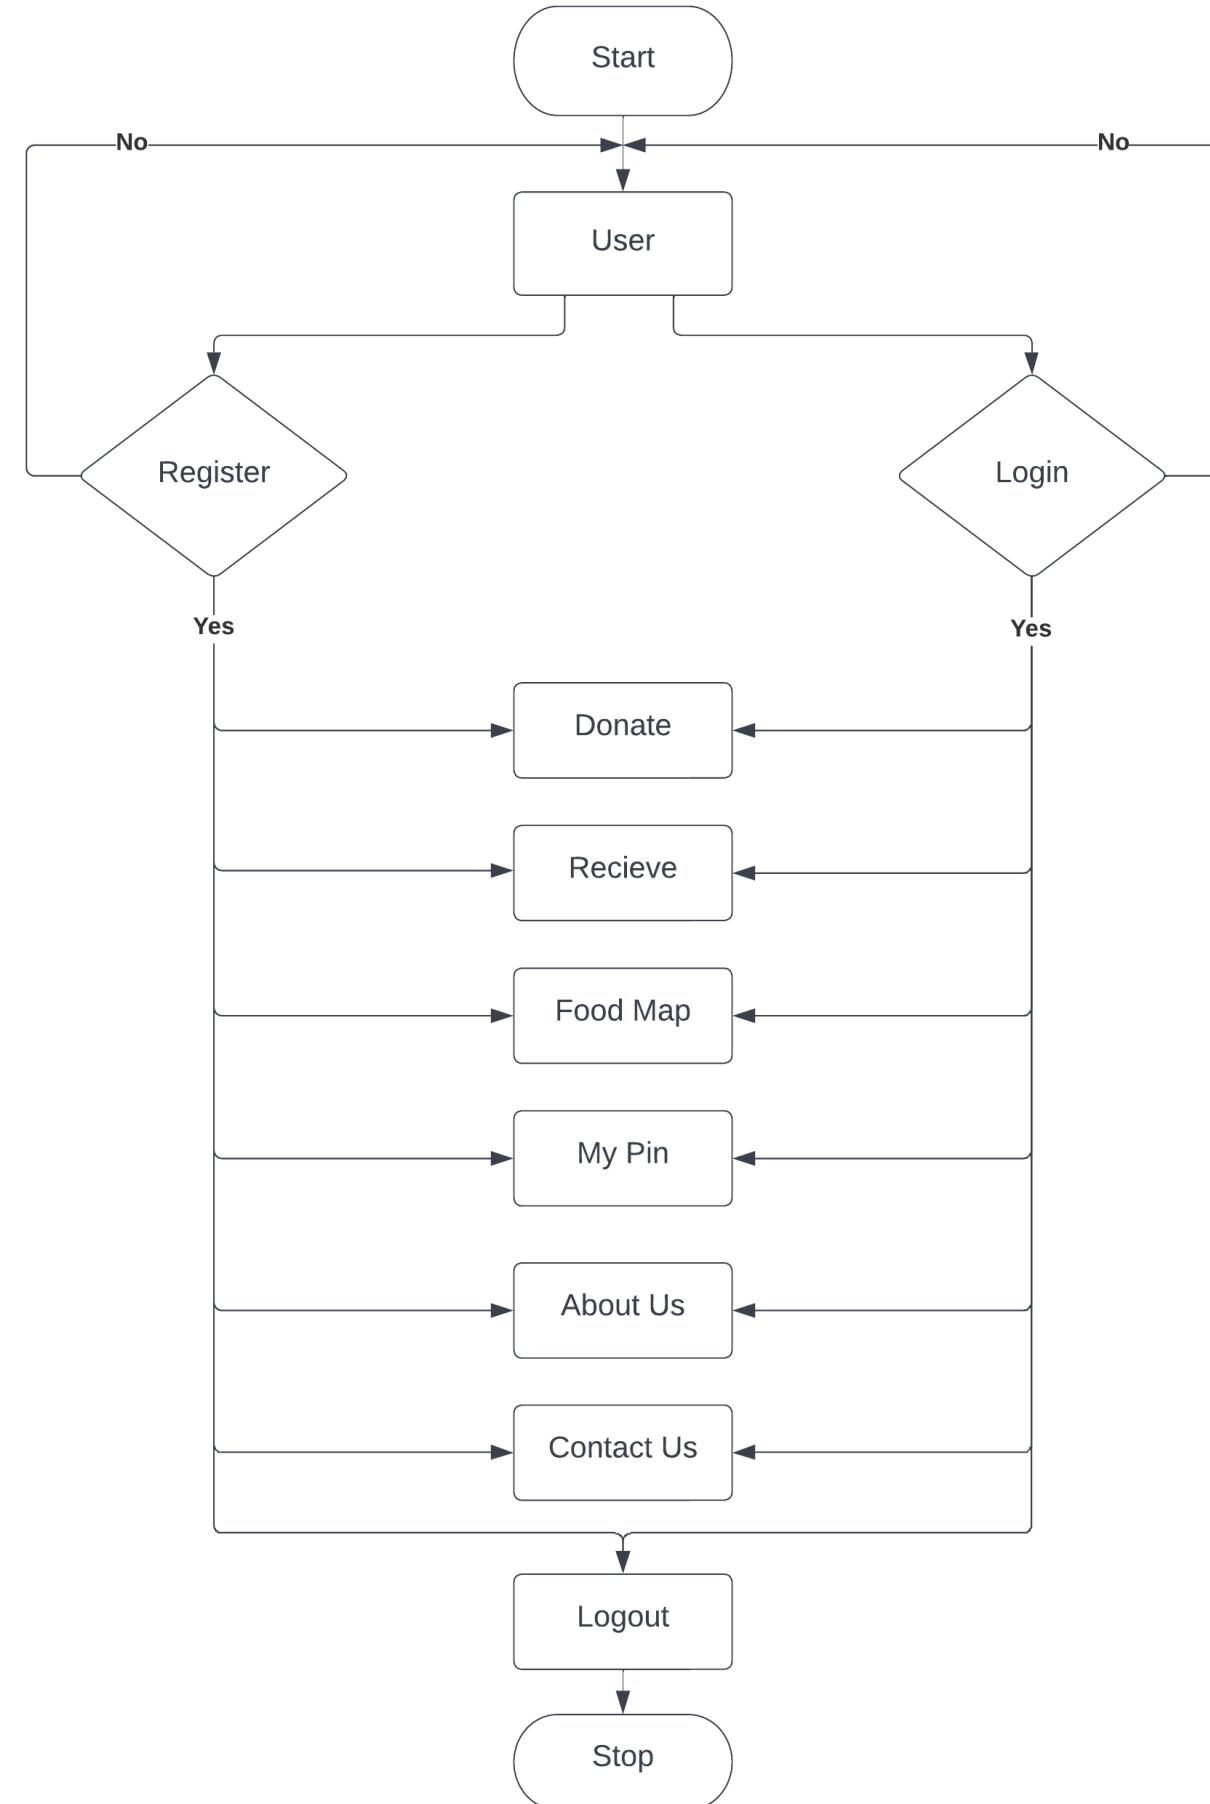 Start
No
No
User
Register
Login
Yes
Yes
Donate
Recieve
Food Map
My Pin
About Us
Contact Us
Logout
Stop